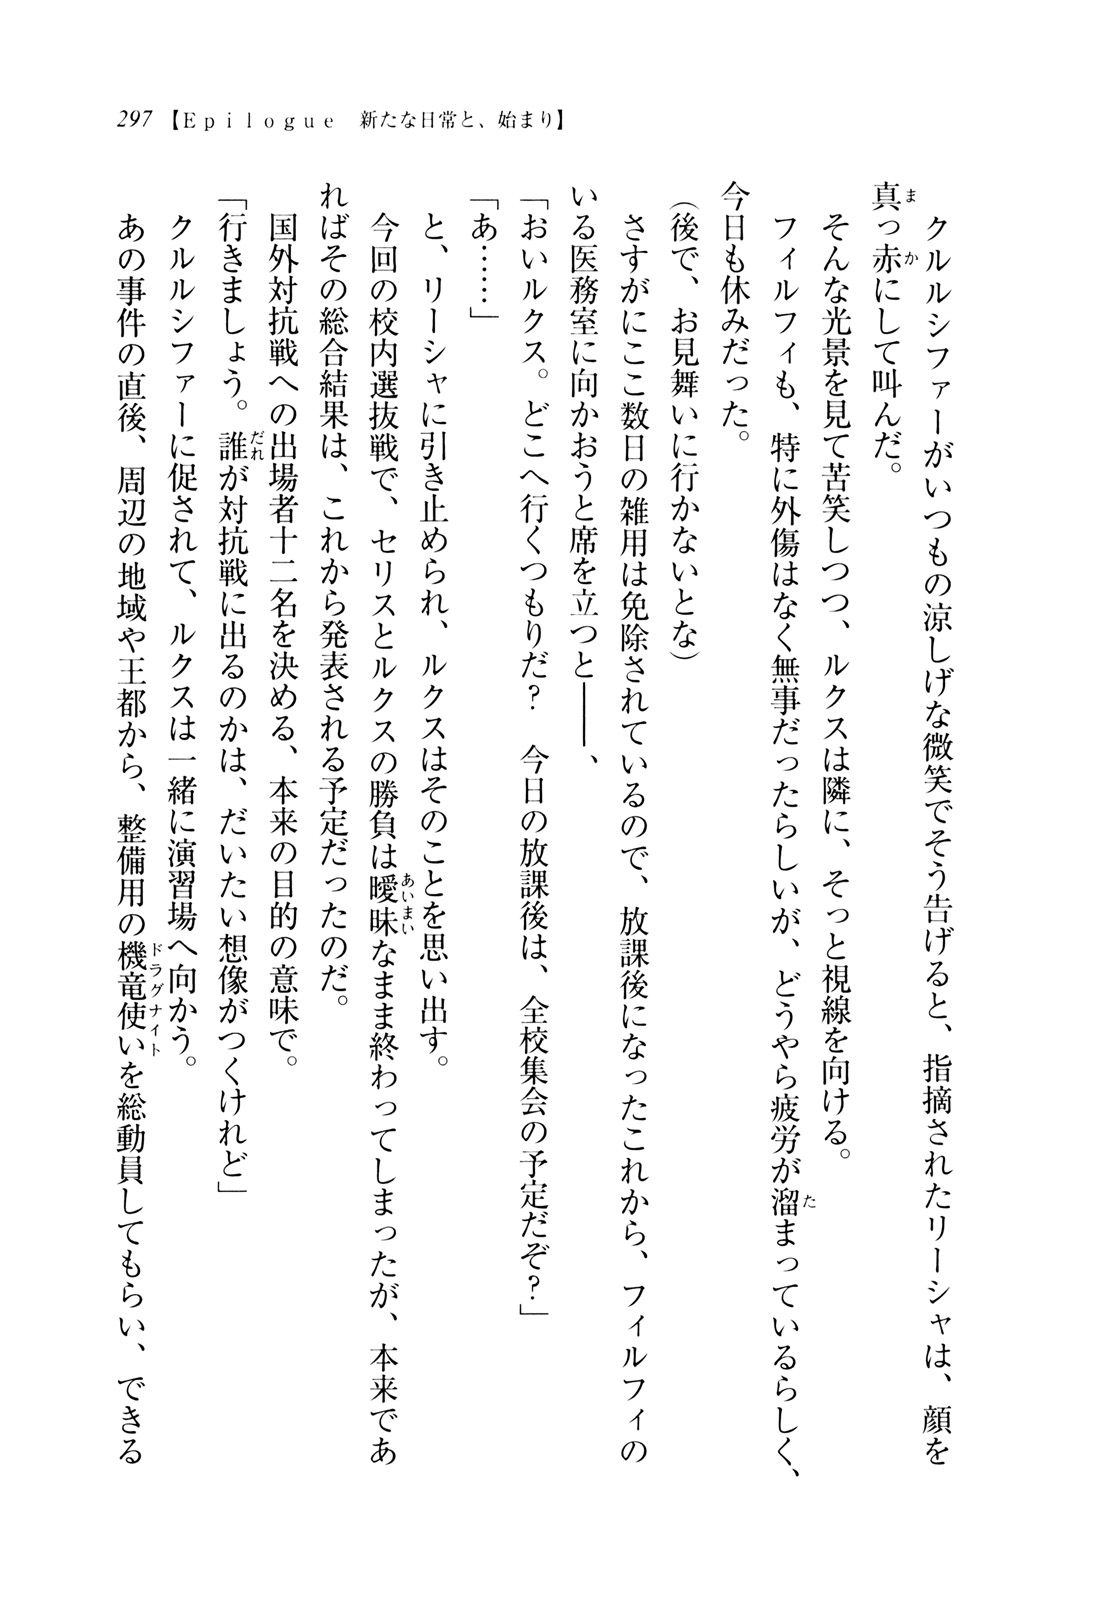 297 【Epilogue　新たな日常と、始まり】
　クルルシファーがいつもの涼しげな微笑でそう告げると、指摘されたリーシャは、顔を
真っ赤にして叫んだ。
　そんな光景を見て苦笑しつつ、ルクスは隣に、そっと視線を向ける。
　フィルフィも、特に外傷はなく無事だったらしいが、どうやら疲労が溜まっているらしく、
今日も休みだった。
（後で、お見舞いに行かないとな）
　さすがにここ数日の雑用は免除されているので、放課後になったこれから、フィルフィの
いる医務室に向かおうと席を立つと――、
「おいルクス。どこへ行くつもりだ？　今日の放課後は、全校集会の予定だぞ？」
「あ……」
　と、リーシャに引き止められ、ルクスはそのことを思い出す。
　今回の校内選抜戦で、セリスとルクスの勝負は曖昧なまま終わってしまったが、本来であ
ればその総合結果は、これから発表される予定だったのだ。
　国外対抗戦への出場者十二名を決める、本来の目的の意味で。
「行きましょう。誰が対抗戦に出るのかは、だいたい想像がつくけれど」
　クルルシファーに促されて、ルクスは一緒に演習場へ向かう。
　あの事件の直後、周辺の地域や王都から、整備用の機竜使いを総動員してもらい、できる